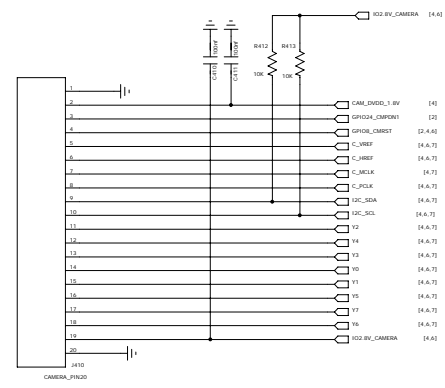 IO2.8V_CAMERA [4,6]
100nF
100nF
C410
C411
R412
R413
10K
10K
1
2 CAM_DVDD_1.8V [4]
3 GPIO24_CMPDN1 [2]
4 GPIO8_CMRST [2,4,6]
5 C_VREF [4,6,7]
6 C_HREF [4,6,7]
7 C_MCLK [4,7]
8 C_PCLK [4,6,7]
9 I2C_SDA [4,6,7]
10 I2C_SCL [4,6,7]
11 Y2 [4,6,7]
12 Y4 [4,6,7]
13 Y3 [4,6,7]
14 Y0 [4,6,7]
15 Y1 [4,6,7]
16 Y5 [4,6,7]
17 Y7 [4,6,7]
18 Y6 [4,6,7]
19 IO2.8V_CAMERA [4,6]
20
J410
CAMERA_PIN20